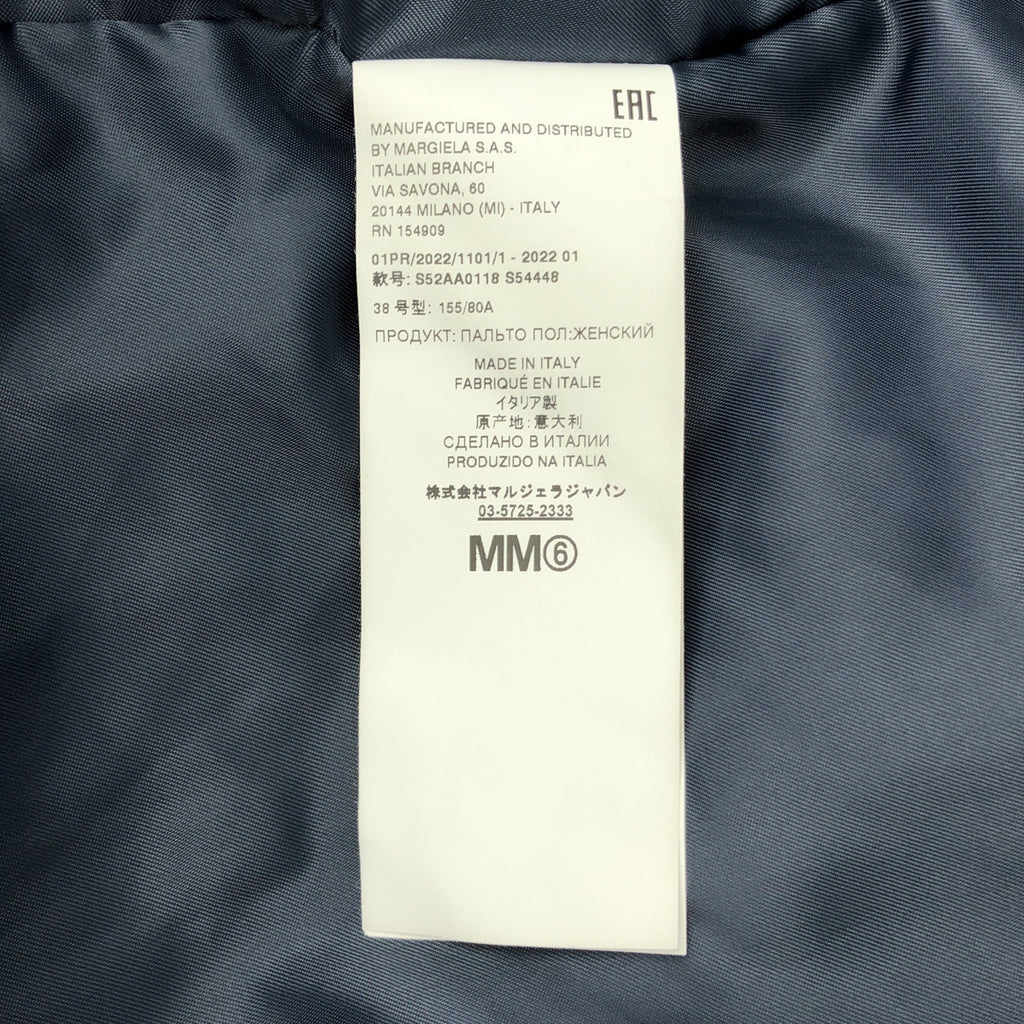 EAC
MANUFACTURED AND DISTRIBUTED
BY MARGIELA S.A.S.
ITALIAN BRANCH
VIA SAVONA, 60
20144 MILANO (MI) - ITALY
RN 154909
01PR/2022/1101/1 - 2022 01
款号: S52AA0118 S54448
38 号型: 155/80A
ПРОДУКТ: ПАЛЬТО ПОЛ:ЖЕНСКИЙ
MADE IN ITALY
FABRIQUÉ EN ITALIE
イタリア製
原产地: 意大利
СДЕЛАНО В ИТАЛИИ
PRODUZIDO NA ITALIA
株式会社マルジェラジャパン
03-5725-2333
MM⑥